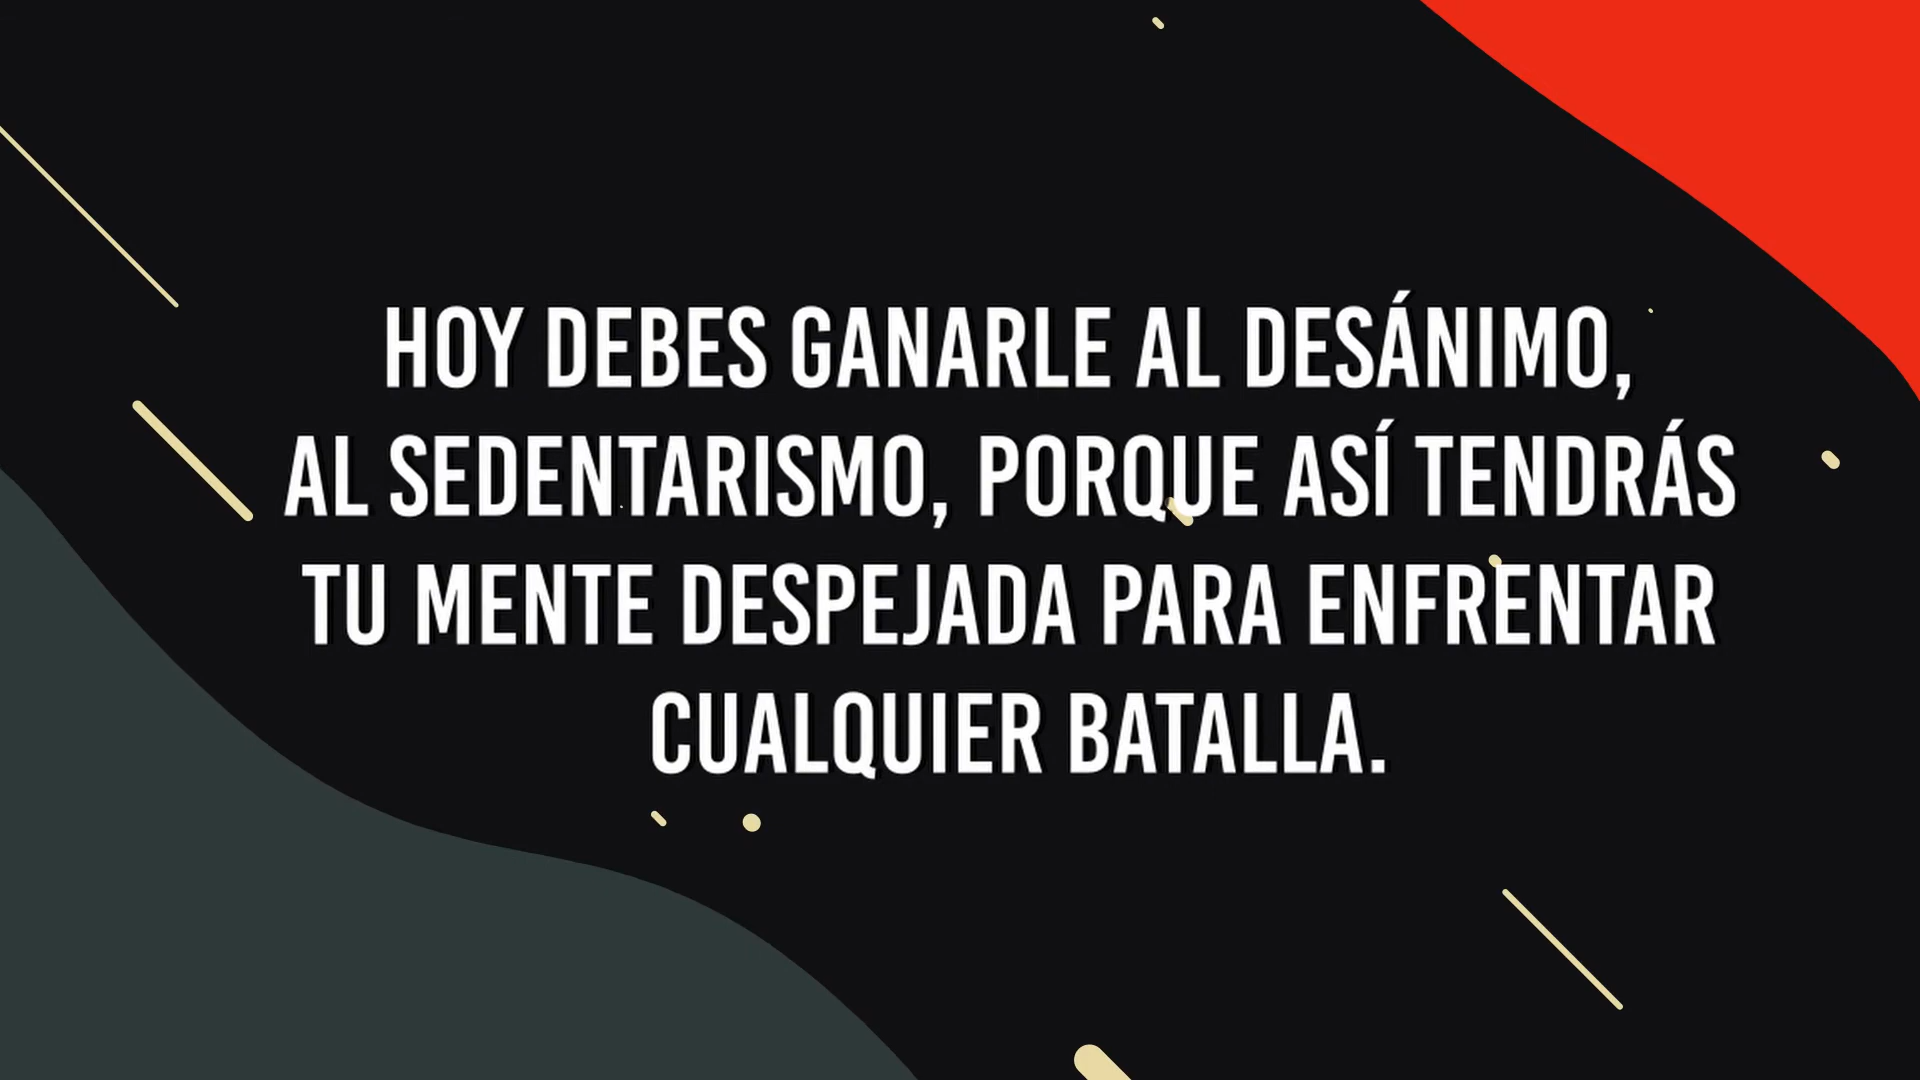 HOY DEBES GANARLE AL DESÁNIMO,
AL SEDENTARISMO, PORQUE ASÍ TENDRÁS
TU MENTE DESPEJADA PARA ENFRENTAR
CUALQUIER BATALLA.